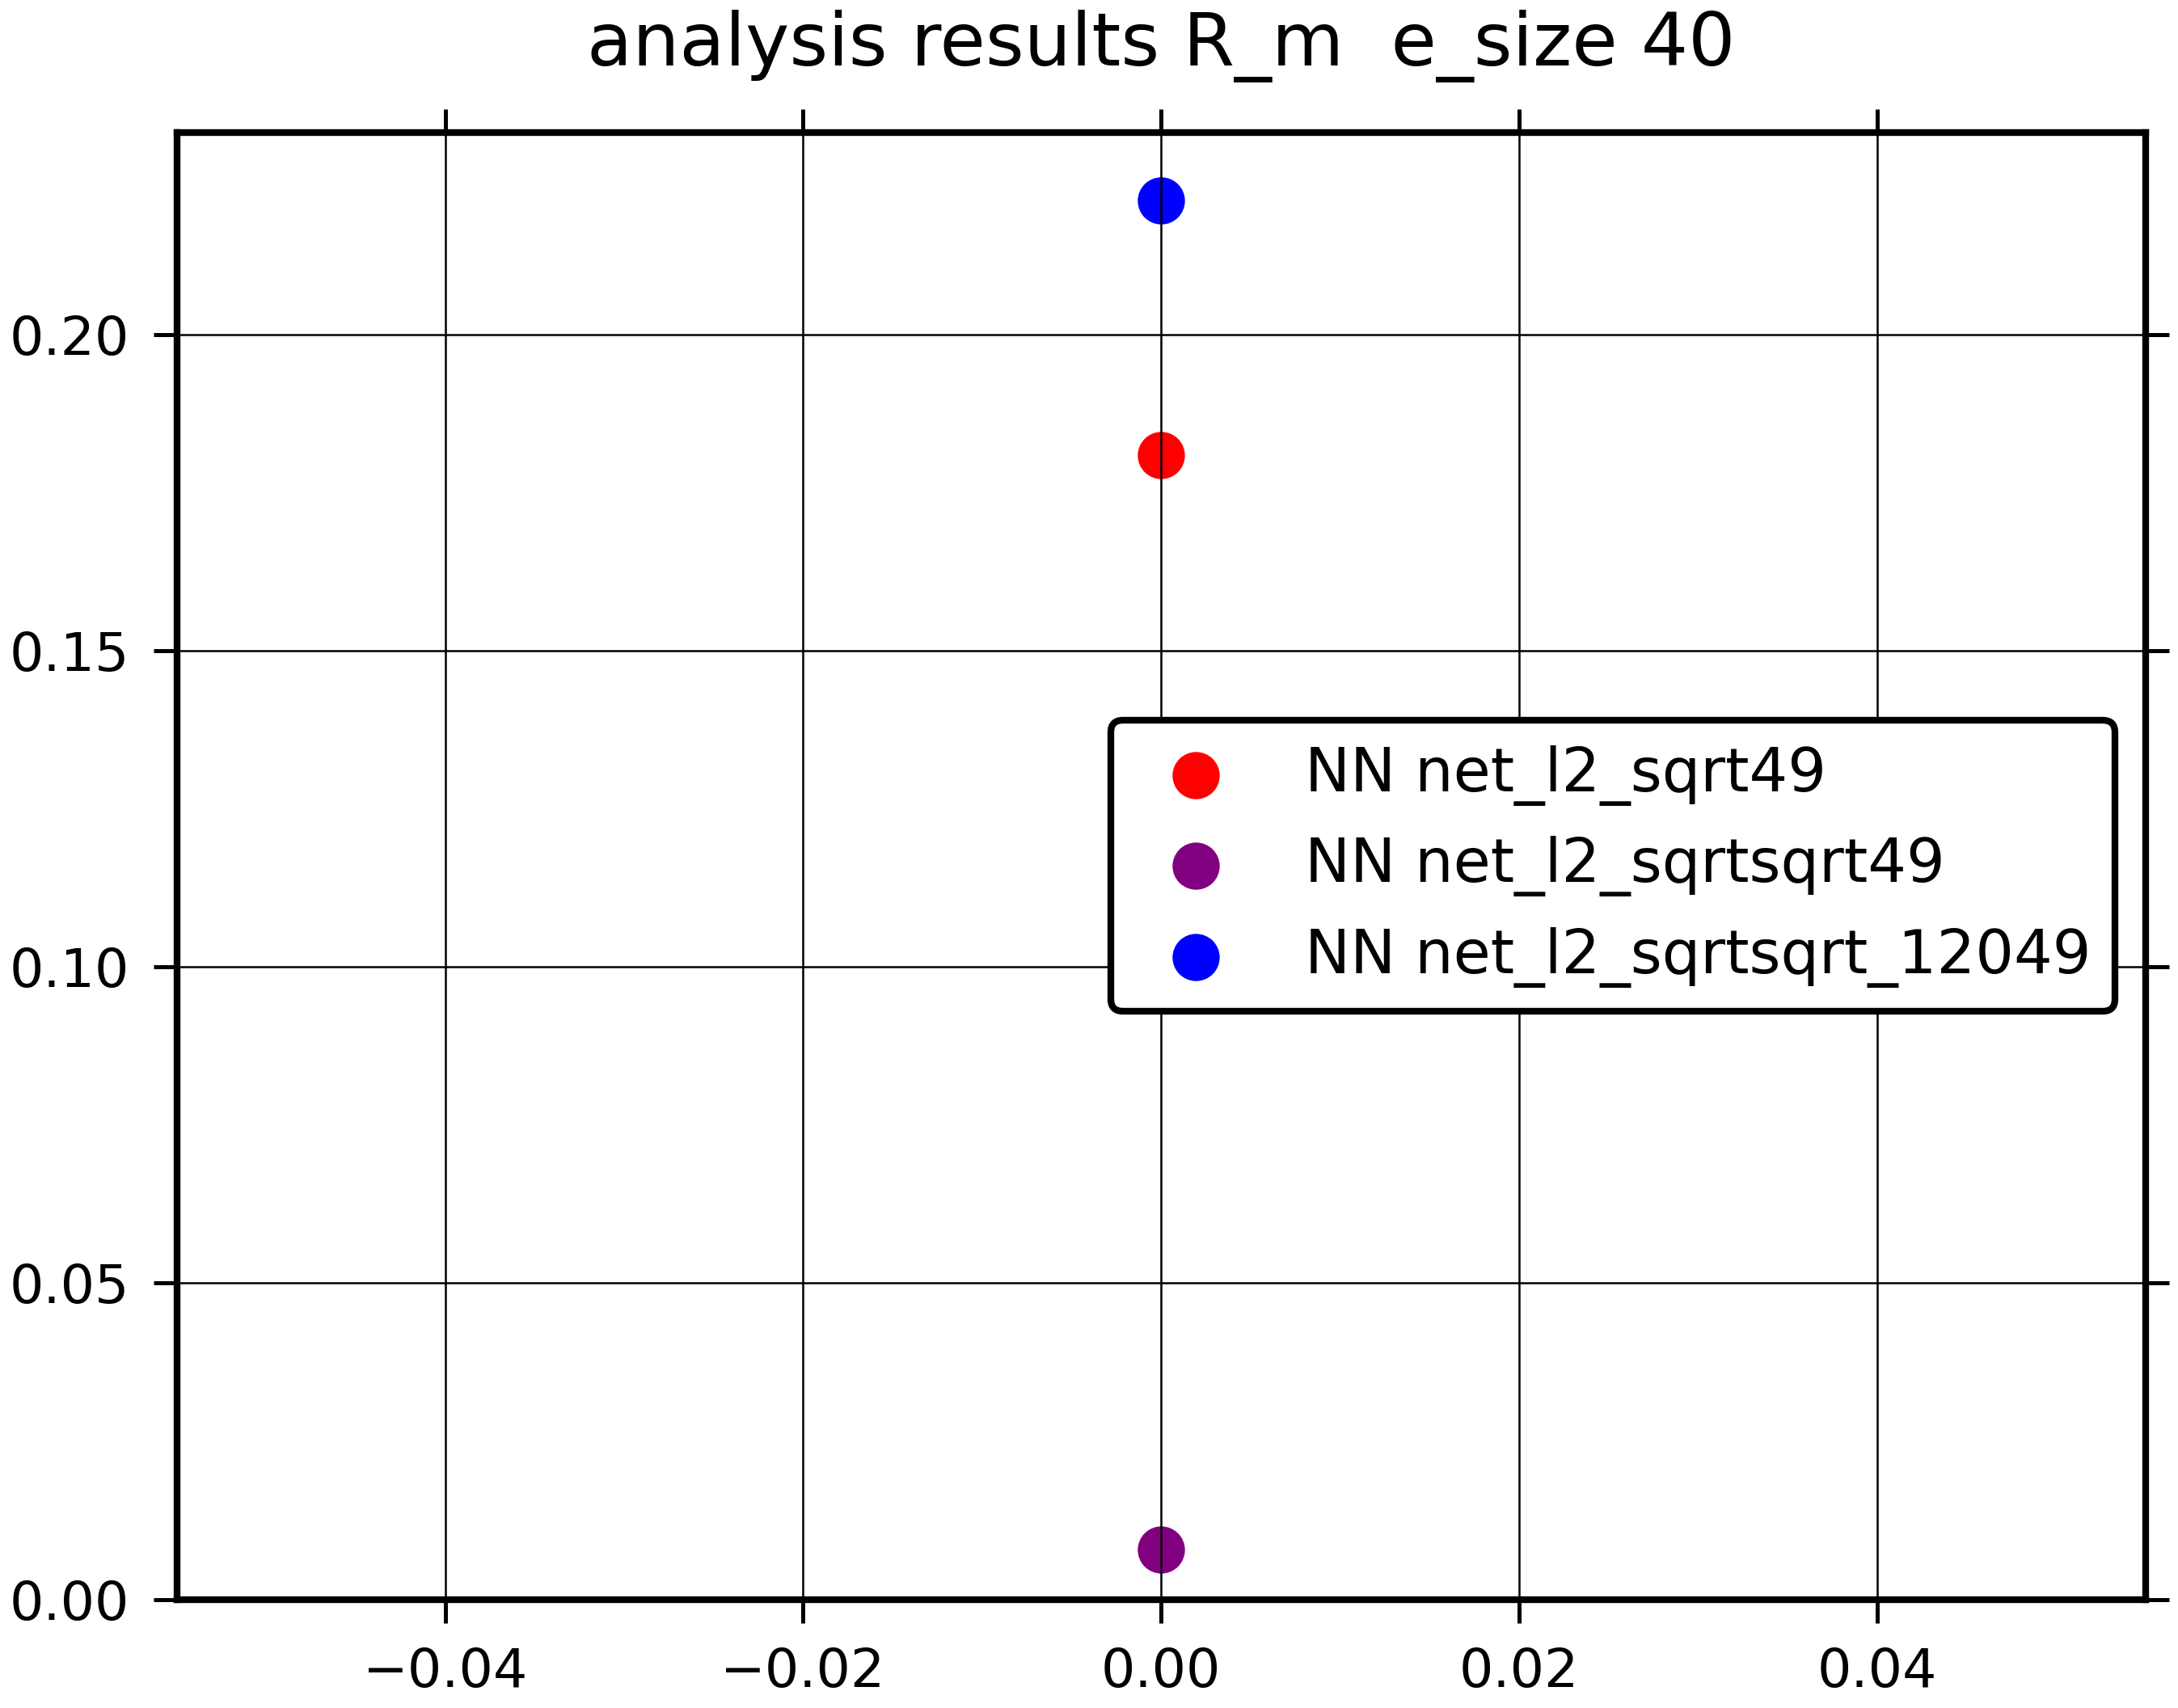 analysis results R_m  e_size 40
0.20
0.15
0.10
0.05
0.00
NN net_l2_sqrt49
NN net_l2_sqrtsqrt49
NN net_l2_sqrtsqrt_12049
−0.04
−0.02
0.00
0.02
0.04